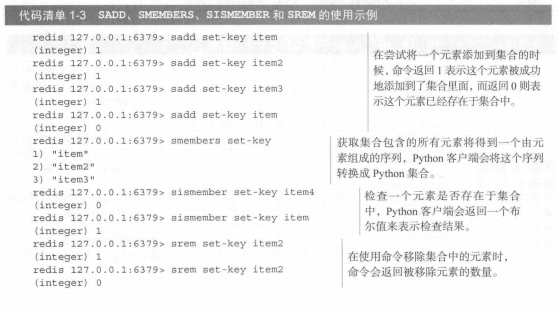 代码清单 1-3 SADD、SMEMBERS、SISMEMBER 和 SREM 的使用示例
redis 127.0.0.1:6379> sadd set-key item
(integer) 1
redis 127.0.0.1:6379> sadd set-key item2
(integer) 1
redis 127.0.0.1:6379> sadd set-key item3
(integer) 1
redis 127.0.0.1:6379> sadd set-key item
(integer) 0
在尝试将一个元素添加到集合的时
候,命令返回 1 表示这个元素被成功
地添加到了集合里面,而返回 0 则表
示这个元素已经存在于集合中。
redis 127.0.0.1:6379> smembers set-key
1) "item"
2) "item2"
3) "item3"
获取集合包含的所有元素将得到一个由元
素组成的序列,Python 客户端会将这个序列
转换成 Python 集合。
redis 127.0.0.1:6379> sismember set-key item4
(integer) 0
redis 127.0.0.1:6379> sismember set-key item
(integer) 1
检查一个元素是否存在于集合
中,Python 客户端会返回一个布
尔值来表示检查结果。
redis 127.0.0.1:6379> srem set-key item2
(integer) 1
redis 127.0.0.1:6379> srem set-key item2
(integer) 0
在使用命令移除集合中的元素时,
命令会返回被移除元素的数量。